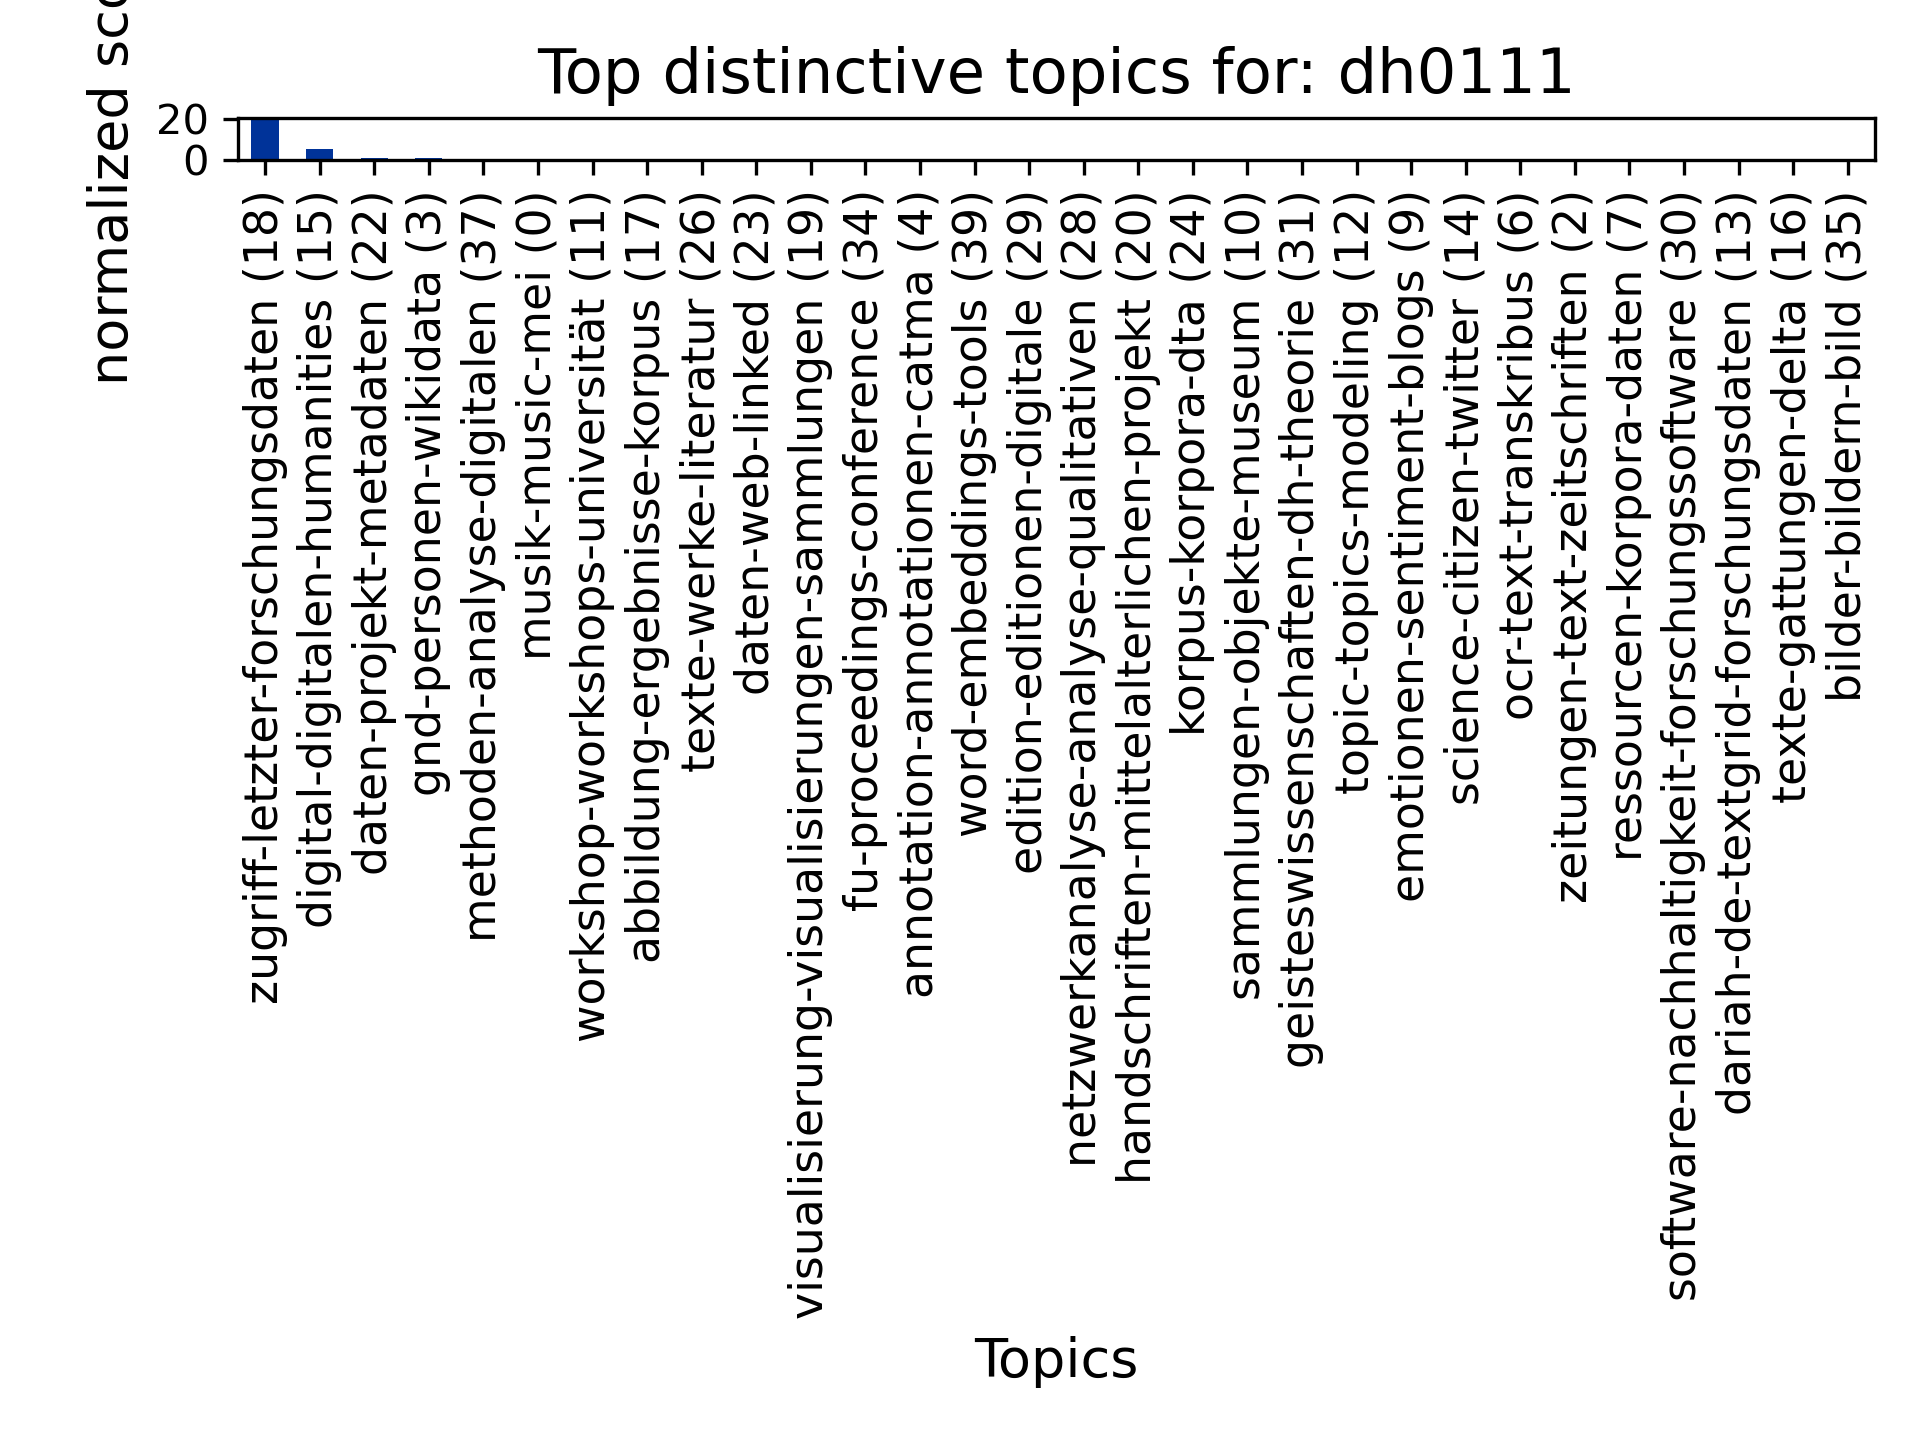 Top distinctive topics for: dh0111
normalized
20
0
zugriff-letzter-forschungsdaten (18)
digital-digitalen-humanities (15)
daten-projekt-metadaten (22)
gnd-personen-wikidata (3)
methoden-analyse-digitalen (37)
musik-music-mei (0)
workshop-workshops-universität (11)
abbildung-ergebnisse-korpus (17)
texte-werke-literatur (26)
daten-web-linked (23)
visualisierung-visualisierungen-sammlungen (19)
fu-proceedings-conference (34)
annotation-annotationen-catma (4)
word-embeddings-tools (39)
edition-editionen-digitale (29)
netzwerkanalyse-analyse-qualitativen (28)
handschriften-mittelalterlichen-projekt (20)
korpus-korpora-dta (24)
sammlungen-objekte-museum (10)
geisteswissenschaften-dh-theorie (31)
topic-topics-modeling (12)
emotionen-sentiment-blogs (9)
science-citizen-twitter (14)
ocr-text-transkribus (6)
zeitungen-text-zeitschriften (2)
ressourcen-korpora-daten (7)
software-nachhaltigkeit-forschungssoftware (30)
dariah-de-textgrid-forschungsdaten (13)
texte-gattungen-delta (16)
bilder-bildern-bild (35)
Topics